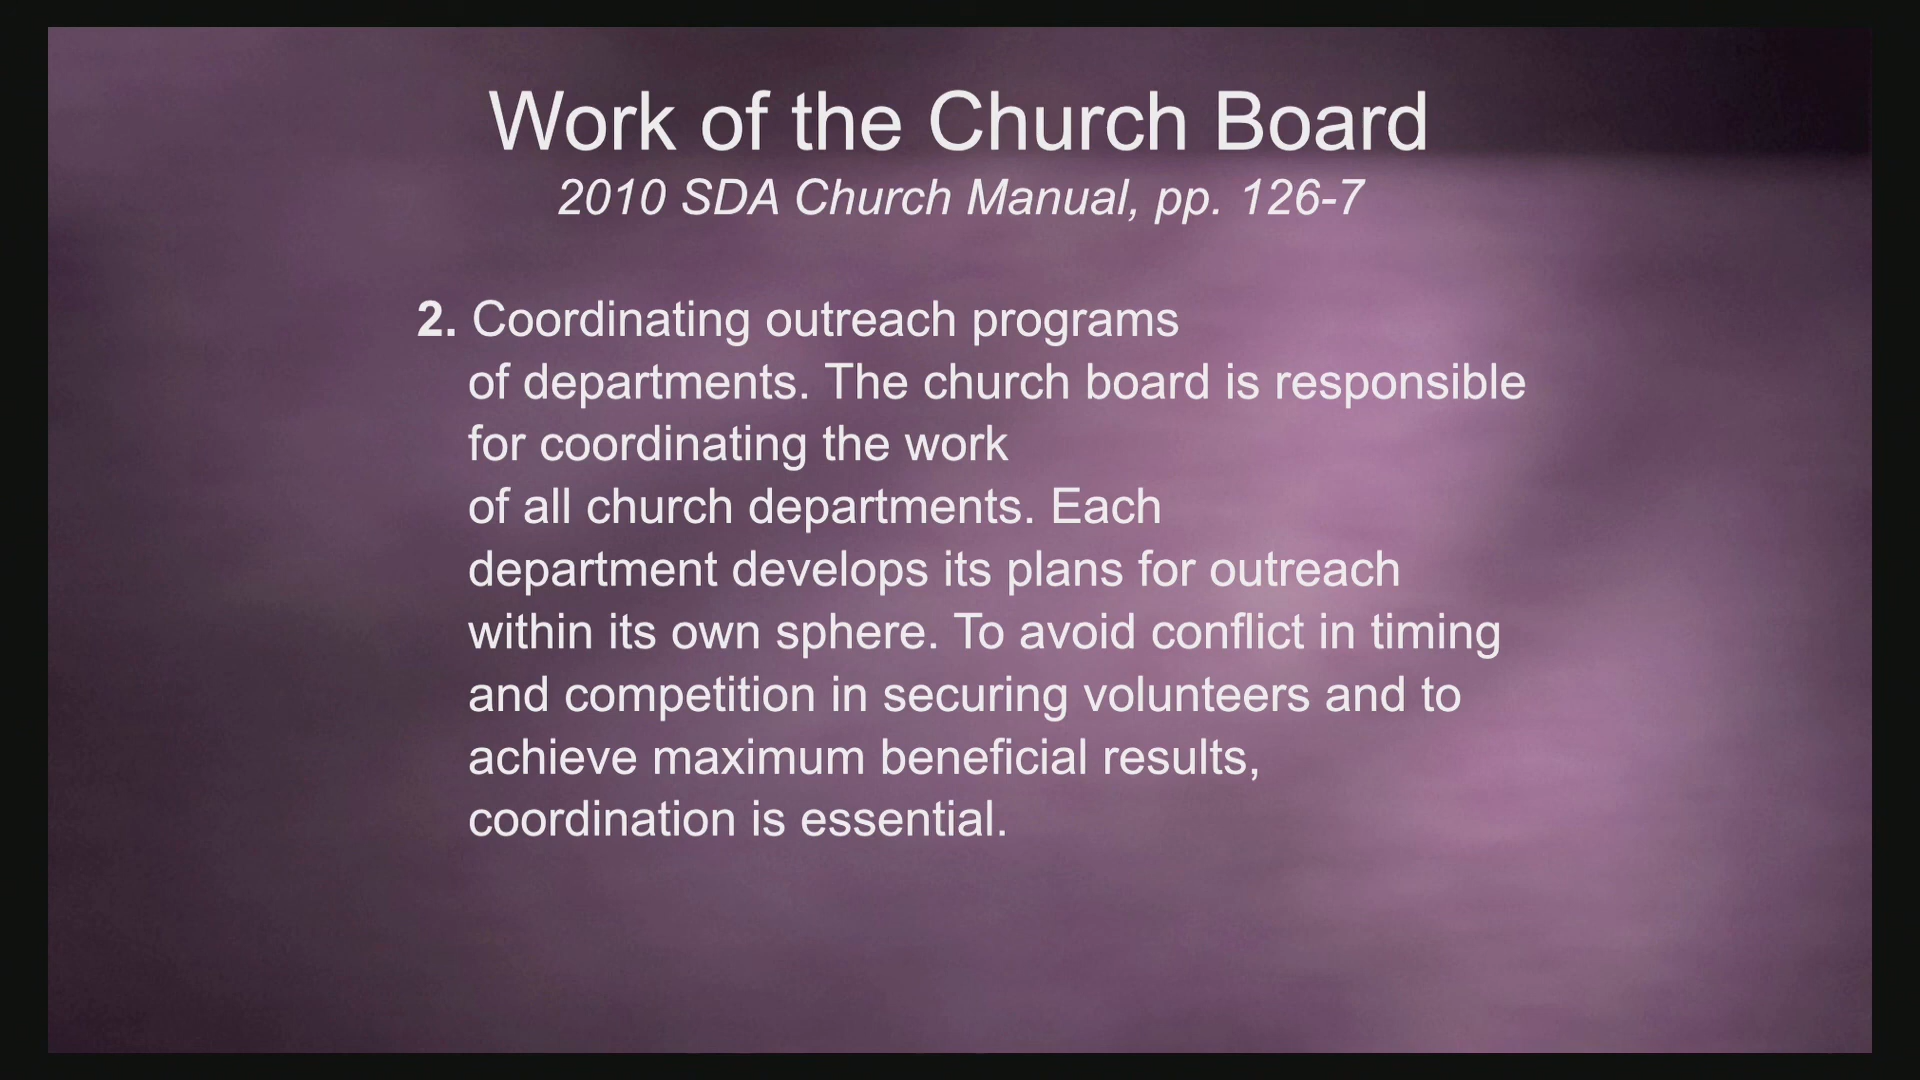 Work of the Church Board
2010 SDA Church Manual, pp. 126-7
2. Coordinating outreach programs
of departments. The church board is responsible
for coordinating the work
of all church departments. Each
department develops its plans for outreach
within its own sphere. To avoid conflict in timing
and competition in securing volunteers and to
achieve maximum beneficial results,
coordination is essential.